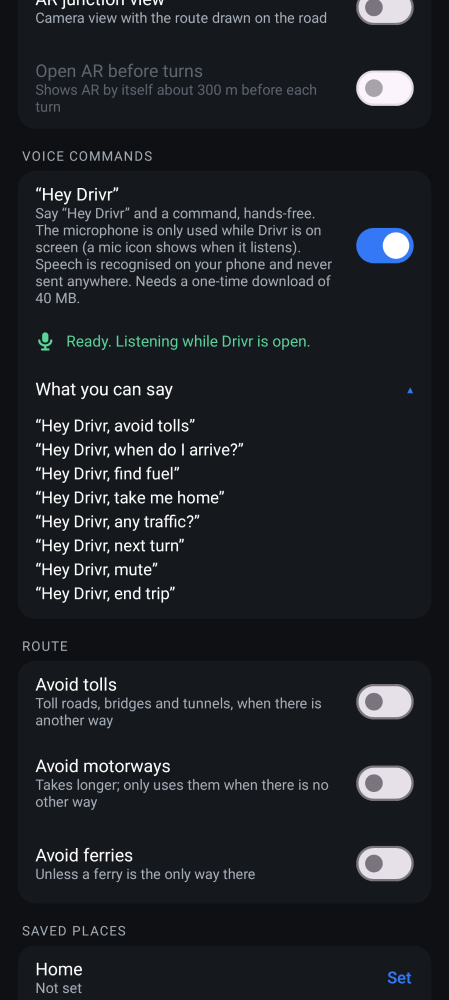 AR junction view
Camera view with the route drawn on the road
Open AR before turns
Shows AR by itself about 300 m before each
turn
VOICE COMMANDS
“Hey Drivr”
Say “Hey Drivr” and a command, hands-free.
The microphone is only used while Drivr is on
screen (a mic icon shows when it listens).
Speech is recognised on your phone and never
sent anywhere. Needs a one-time download of
40 MB.
Ready. Listening while Drivr is open.
What you can say
“Hey Drivr, avoid tolls”
“Hey Drivr, when do I arrive?”
“Hey Drivr, find fuel”
“Hey Drivr, take me home”
“Hey Drivr, any traffic?”
“Hey Drivr, next turn”
“Hey Drivr, mute”
“Hey Drivr, end trip”
ROUTE
Avoid tolls
Toll roads, bridges and tunnels, when there is
another way
Avoid motorways
Takes longer; only uses them when there is no
other way
Avoid ferries
Unless a ferry is the only way there
SAVED PLACES
Home
Set
Not set